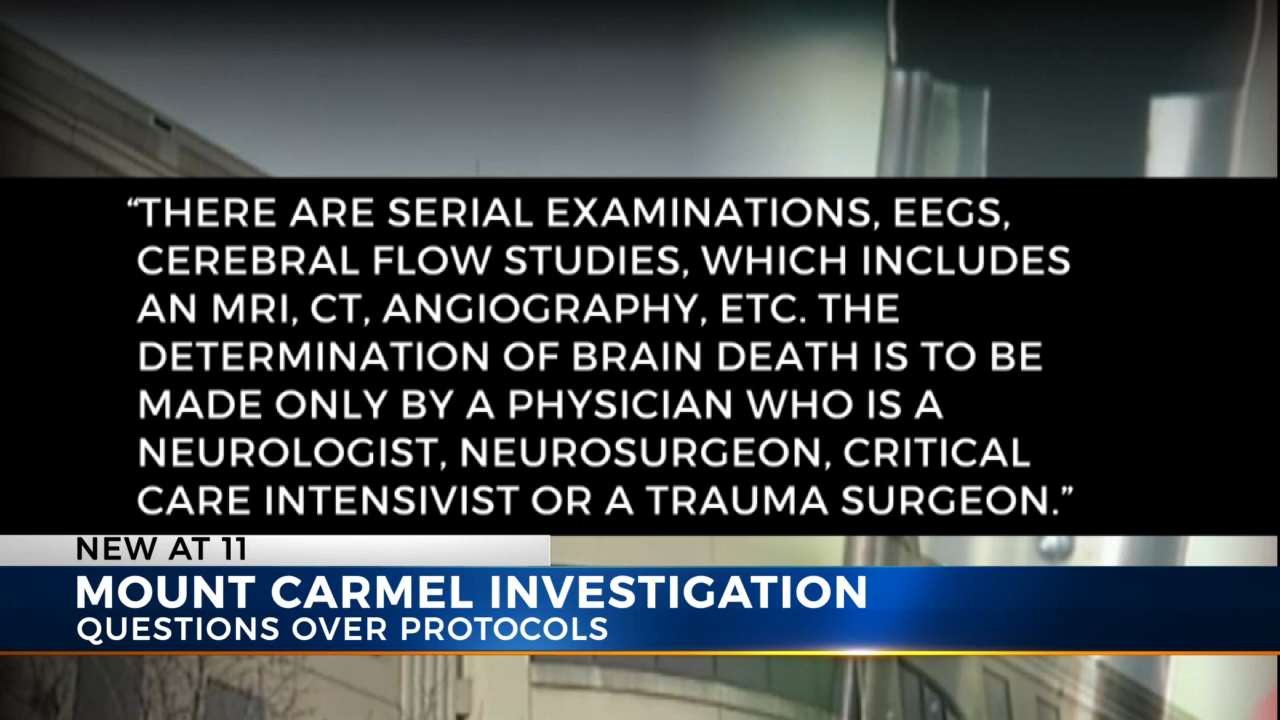 “THERE ARE SERIAL EXAMINATIONS, EEGS,
CEREBRAL FLOW STUDIES, WHICH INCLUDES
AN MRI, CT, ANGIOGRAPHY, ETC. THE
DETERMINATION OF BRAIN DEATH IS TO BE
MADE ONLY BY A PHYSICIAN WHO IS A
NEUROLOGIST, NEUROSURGEON, CRITICAL
CARE INTENSIVIST OR A TRAUMA SURGEON.”
NEW AT 11
MOUNT CARMEL INVESTIGATION
QUESTIONS OVER PROTOCOLS